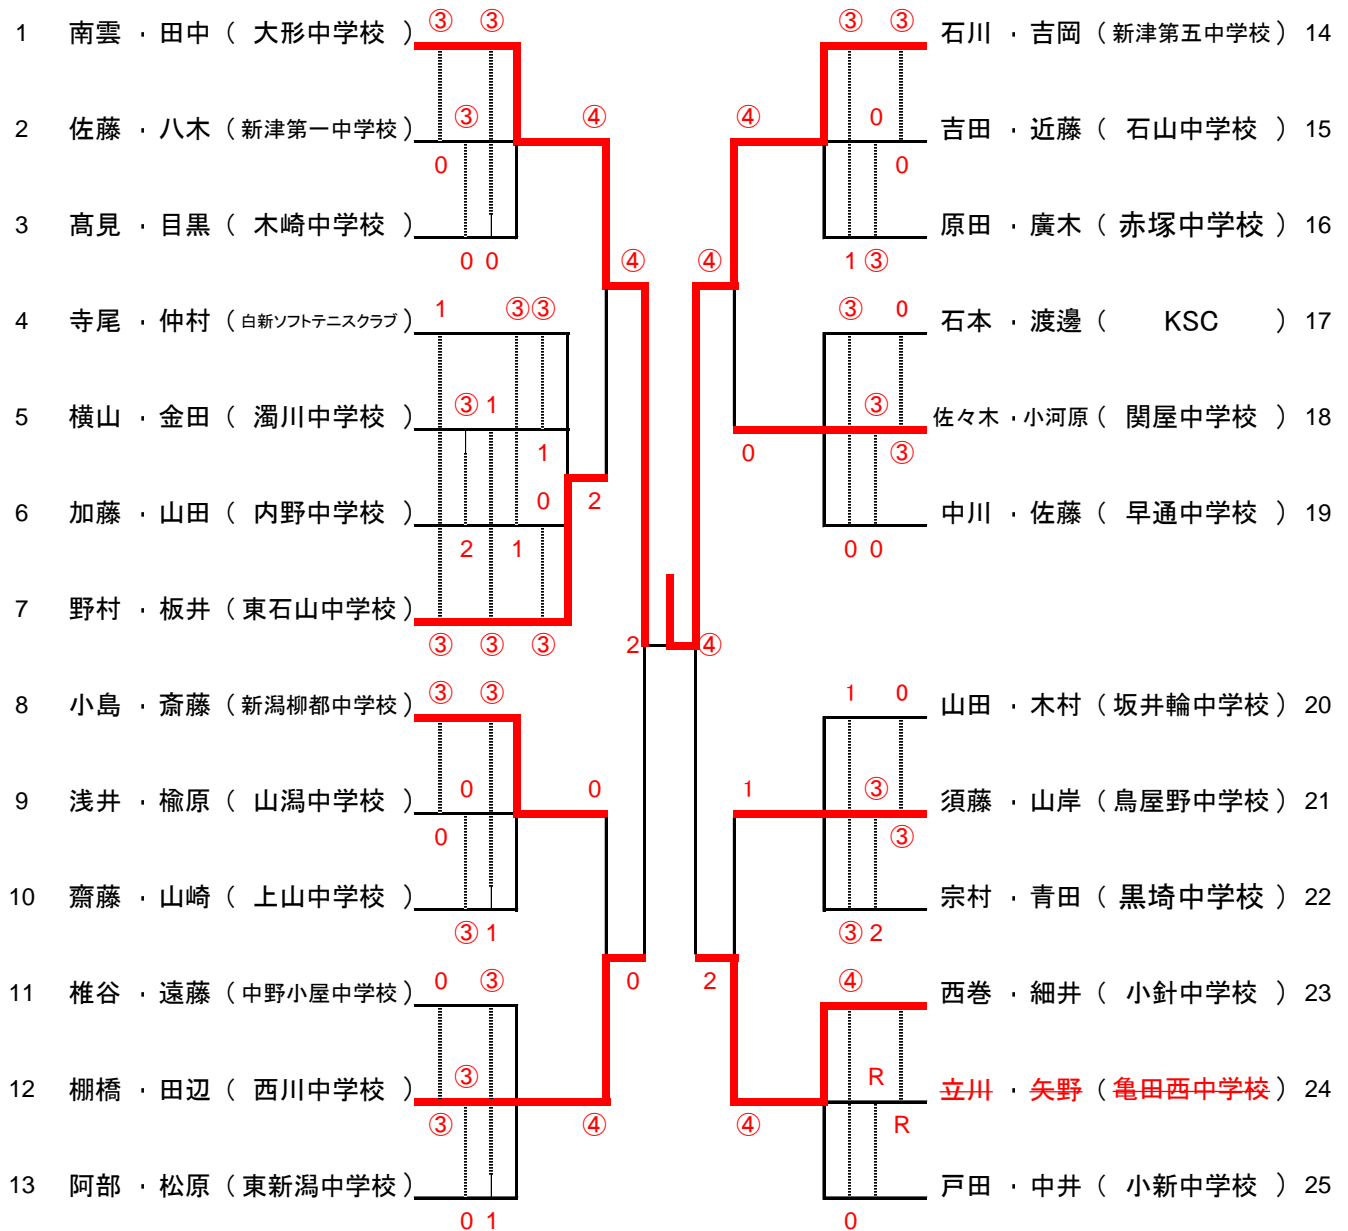 ③ ③ ③ ③
1 南雲 ・ 田中 （ 大形中学校 ） 石川 ・ 吉岡 （ 新津第五中学校 ） 14
③ ④ ④ 0
2 佐藤 ・ 八木 （ 新津第一中学校 ） 吉田 ・ 近藤 （ 石山中学校 ） 15
0 0
3 髙見 ・ 目黒 （ 木崎中学校 ） 原田 ・ 廣木 （ 赤塚中学校 ） 16
0 0 ④ ④ 1 ③
1 ③ ③ ③ 0
4 寺尾 ・ 仲村 （ 白新ソフトテニスクラブ ） 石本 ・ 渡邊 （ KSC ） 17
③ 1 ③
5 横山 ・ 金田 （ 濁川中学校 ） 佐々木 ・ 小河原 （ 関屋中学校 ） 18
1 0 ③
0 2
6 加藤 ・ 山田 （ 内野中学校 ） 中川 ・ 佐藤 （ 早通中学校 ） 19
2 1 0 0
7 野村 ・ 板井 （ 東石山中学校 ）
③ ③ ③ 2 ④
③ ③ 1 0
8 小島 ・ 斎藤 （ 新潟柳都中学校 ） 山田 ・ 木村 （ 坂井輪中学校 ） 20
0 0 1 ③
9 浅井 ・ 楡原 （ 山潟中学校 ） 須藤 ・ 山岸 （ 鳥屋野中学校 ） 21
0 ③
10 齋藤 ・ 山崎 （ 上山中学校 ） 宗村 ・ 青田 （ 黒埼中学校 ） 22
③ 1 ③ 2
0 ③ 0 2 ④
11 椎谷 ・ 遠藤 （ 中野小屋中学校 ） 西巻 ・ 細井 （ 小針中学校 ） 23
③ R
12 棚橋 ・ 田辺 （ 西川中学校 ） 立川 ・ 矢野 （ 亀田西中学校 ） 24
③ ④ ④ R
13 阿部 ・ 松原 （ 東新潟中学校 ） 戸田 ・ 中井 （ 小新中学校 ） 25
0 1 0